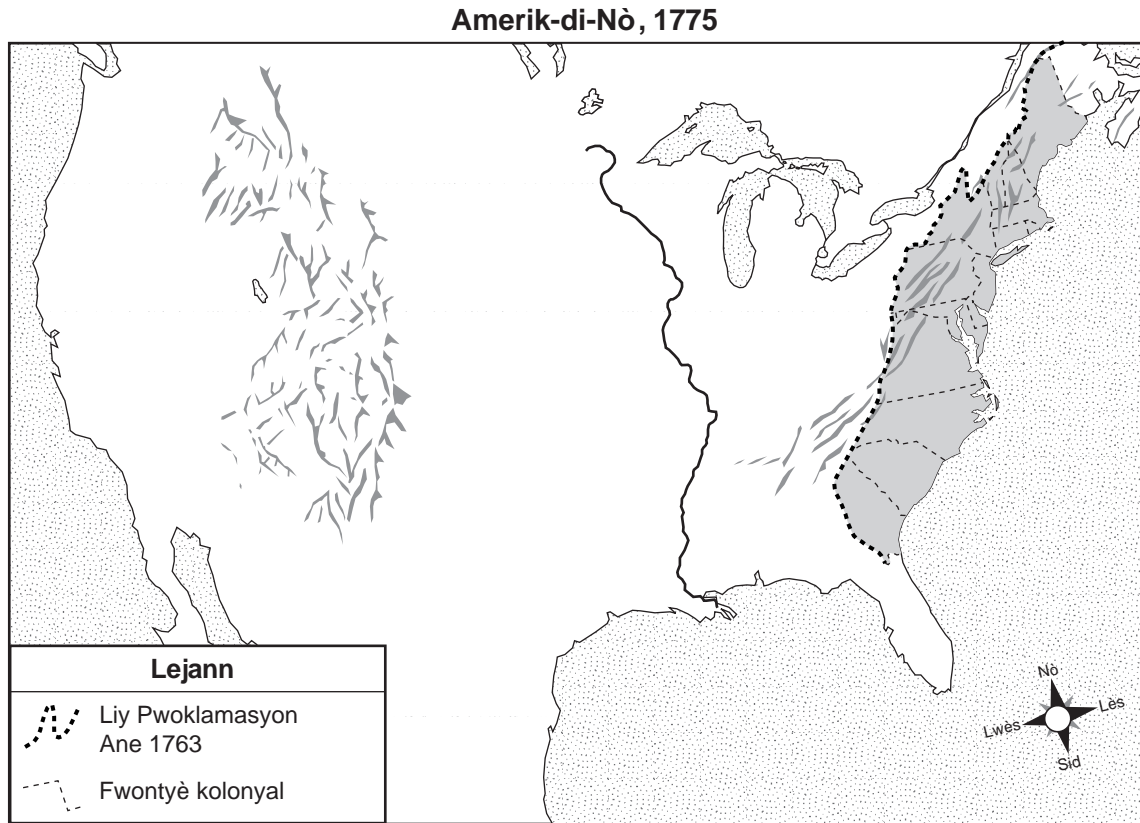 Amerik-di-Nò, 1775
Lejann
Liy Pwoklamasyon
Ane 1763
Fwontyè kolonyal
Nò
Lès
Lwès
Sid